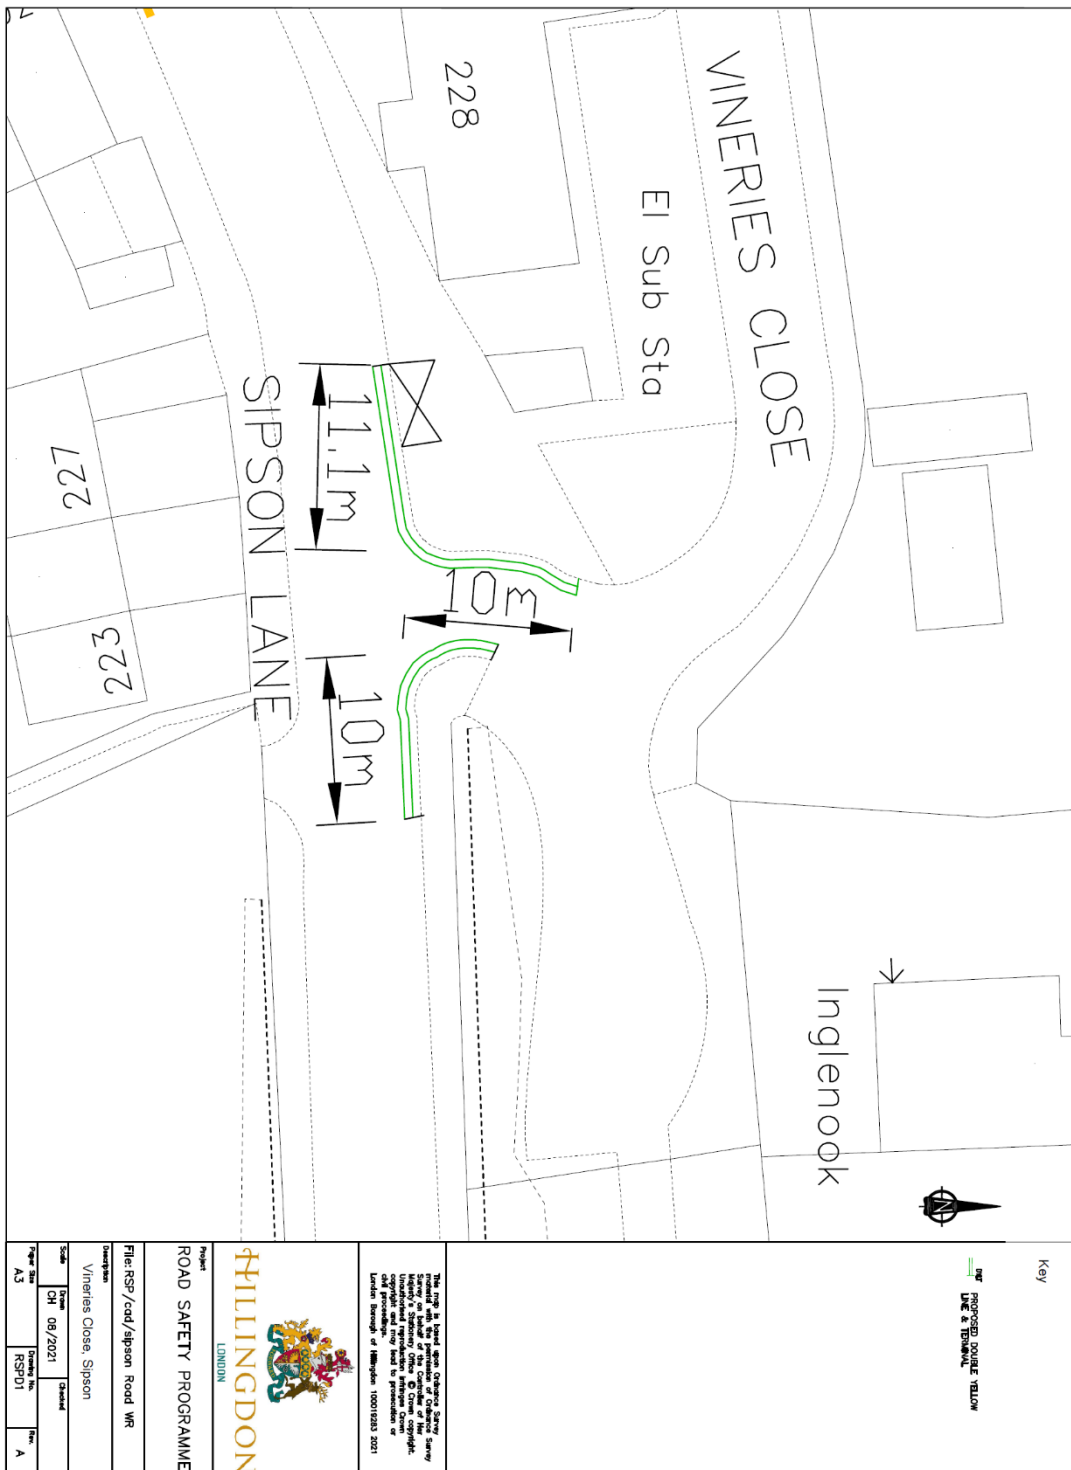 VINERIES CLOSE
228
El Sub Sta
SIPSON LANE
11.1m
10m
10m
227
223
Inglenook
N
Key
PROPOSED DOUBLE YELLOW
LINE & TERMINAL
This map is based upon Ordnance Survey
material with the permission of Ordnance Survey
on behalf of the Controller of Her
Majesty's Stationery Office © Crown copyright.
Unauthorised reproduction infringes Crown
copyright and may lead to prosecution or
civil proceedings.
London Borough of Hillingdon 100019283 2021
HILLINGDON
LONDON
Project
ROAD SAFETY PROGRAMME
File: RSP/cad/sipson Road WR
Description
Vineries Close, Sipson
Scale
Drawn
CH 08/2021
Checked
Paper Size
A3
Drawing No.
RSP01
Rev.
A